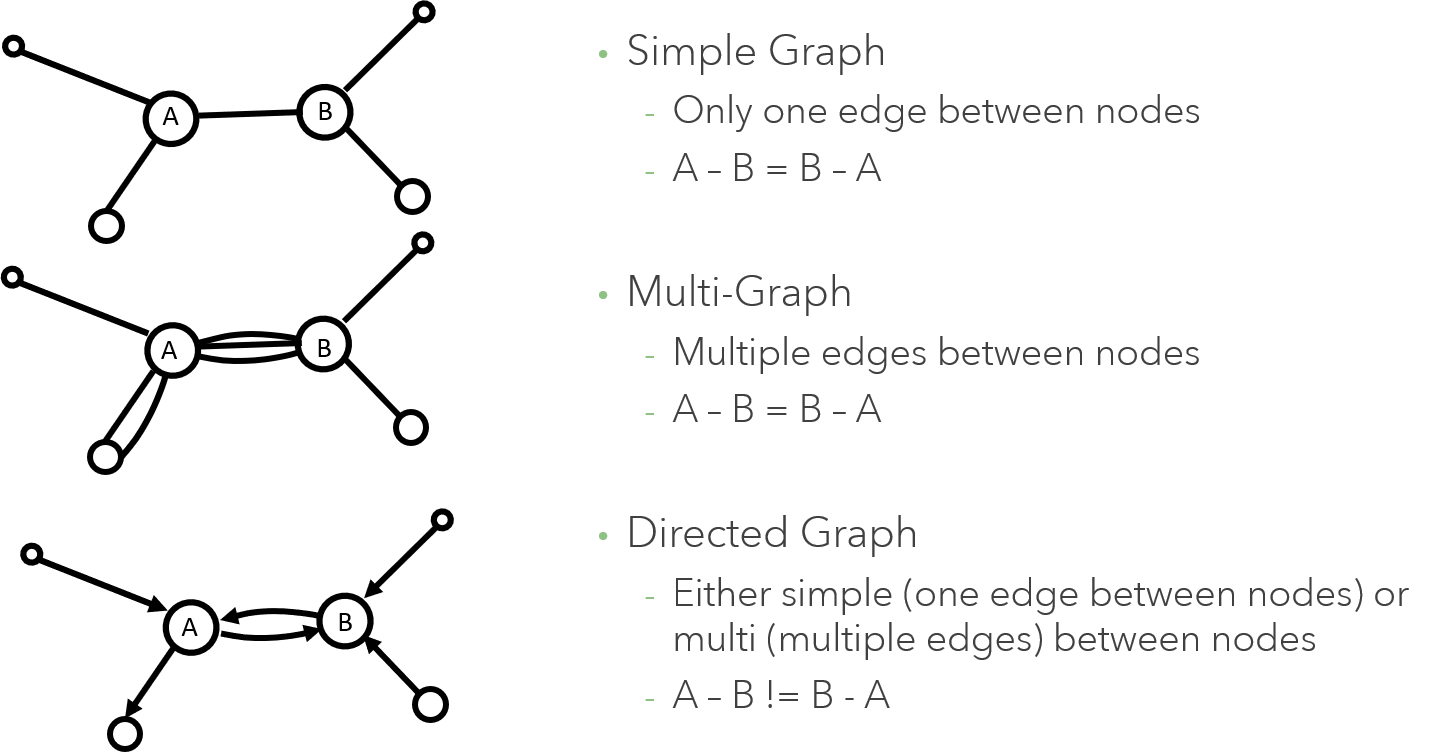 A
B
• Simple Graph
- Only one edge between nodes
- A – B = B – A
A
B
• Multi-Graph
- Multiple edges between nodes
- A – B = B – A
A
B
• Directed Graph
- Either simple (one edge between nodes) or
multi (multiple edges) between nodes
- A – B != B - A